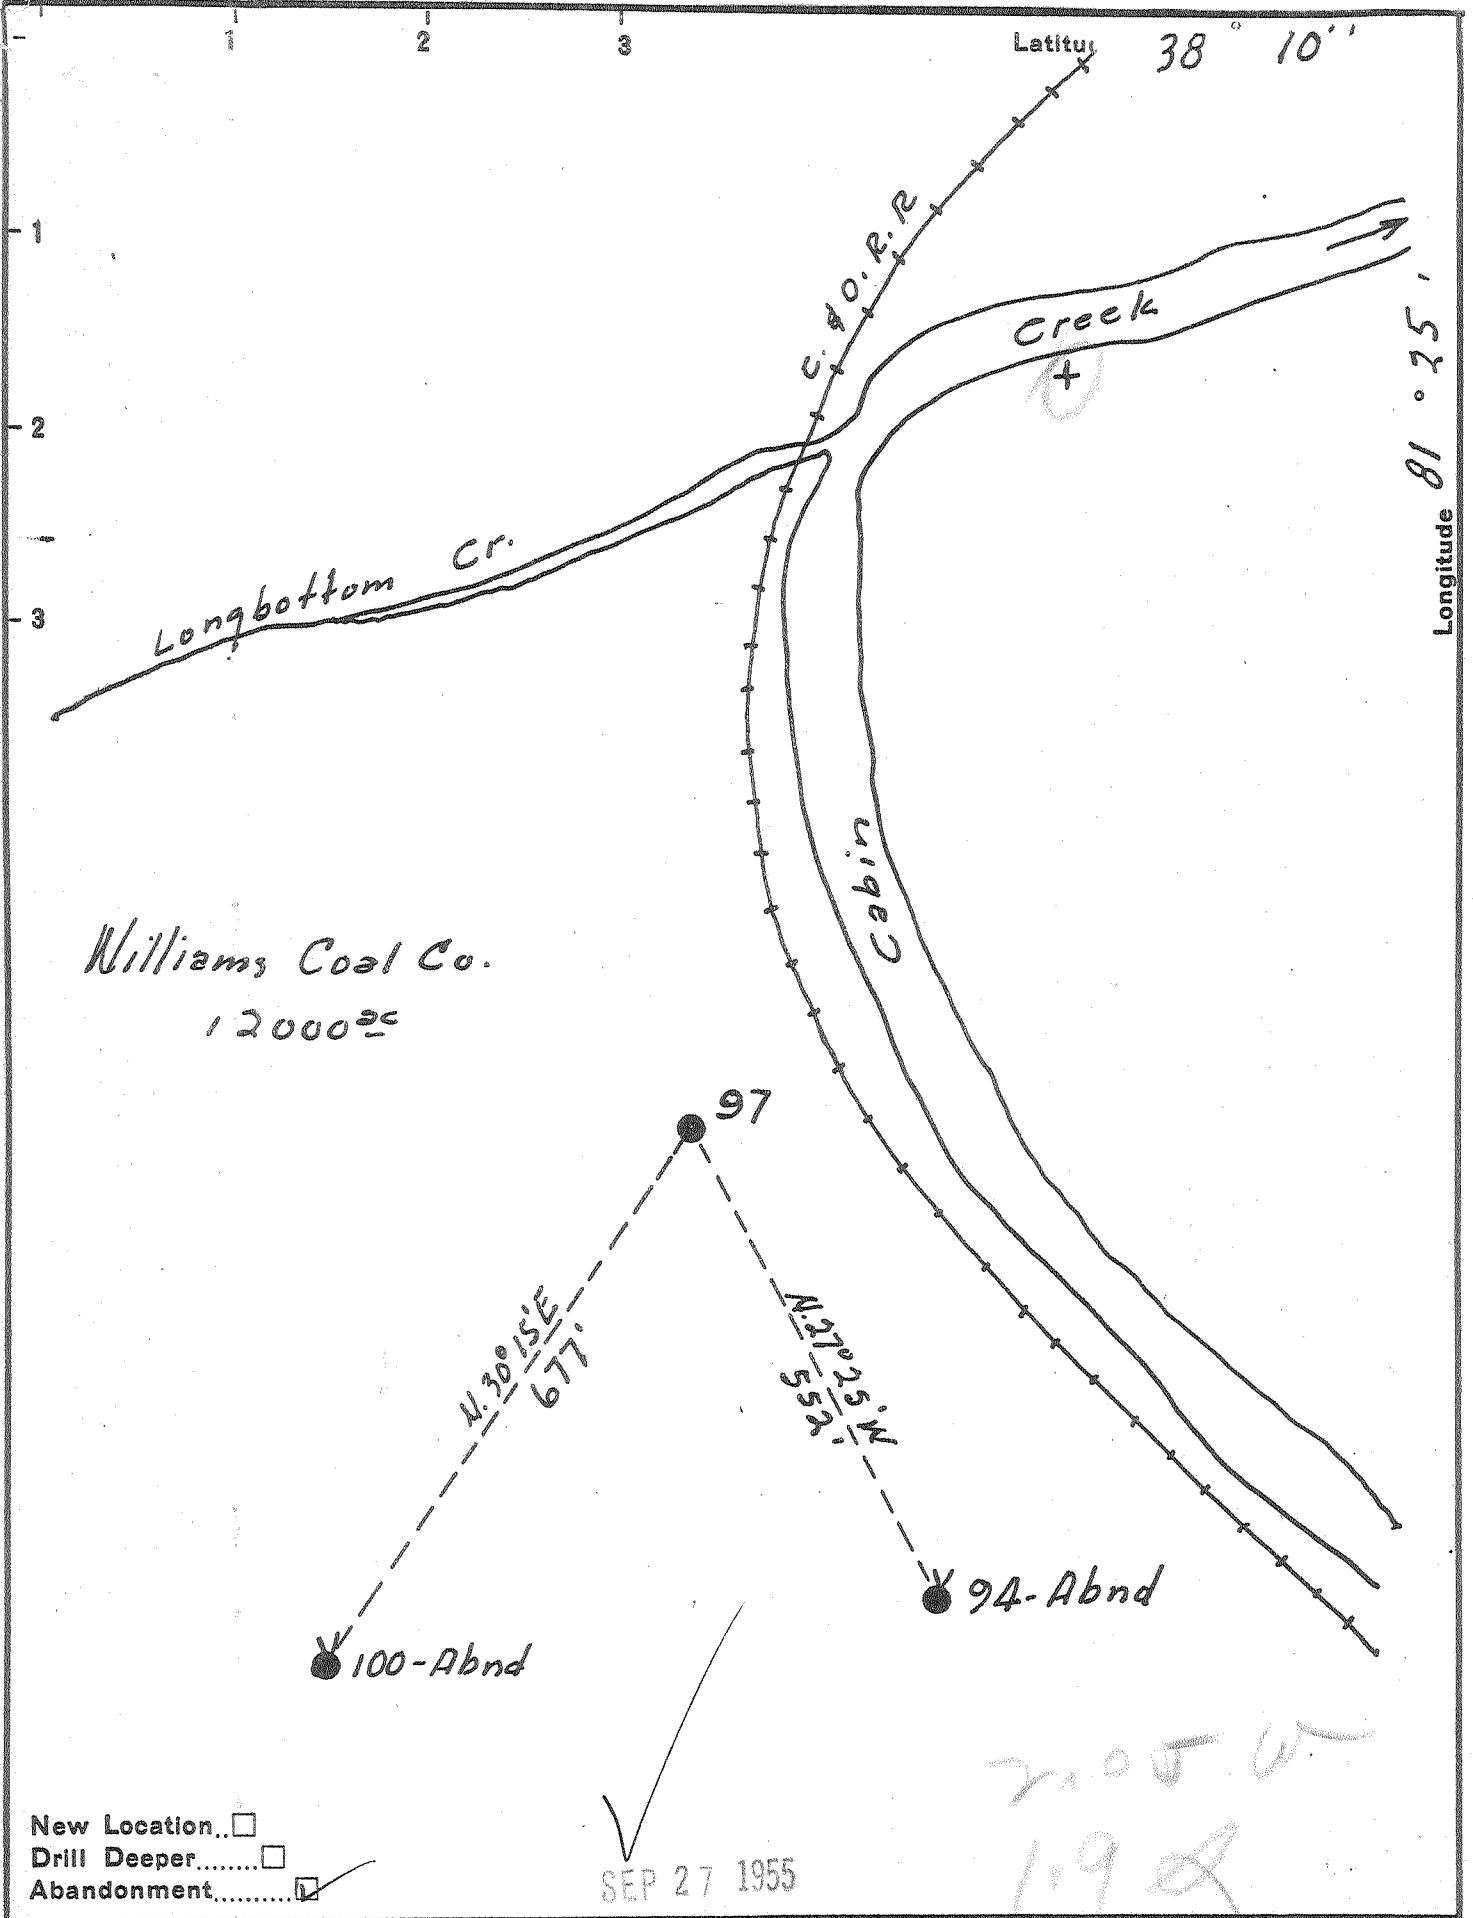 1 2 3 Latitu 38° 10''
1
2
3
C. & O. R. R
Creek
Longitude 81° 25'
Longbottom Cr.
Cabin
Williams Coal Co.
12000 ac
97
N. 30° 15' E
677'
N. 27° 25' W
552'
94-Abnd
100-Abnd
New Location..
Drill Deeper........
Abandonment..........
SEP 27 1955